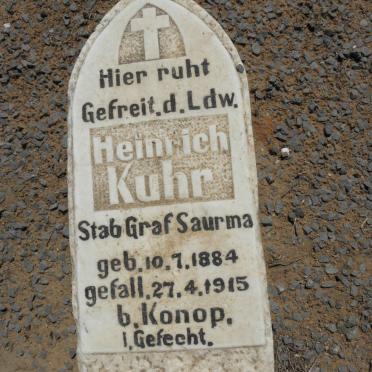 Hier ruht
Gefreit.d.Ldw.
Heinrich
Kuhr
Stab Graf Saurma
geb.10.7.1884
gefall.27.4.1915
b.Konop.
i.Gefecht.